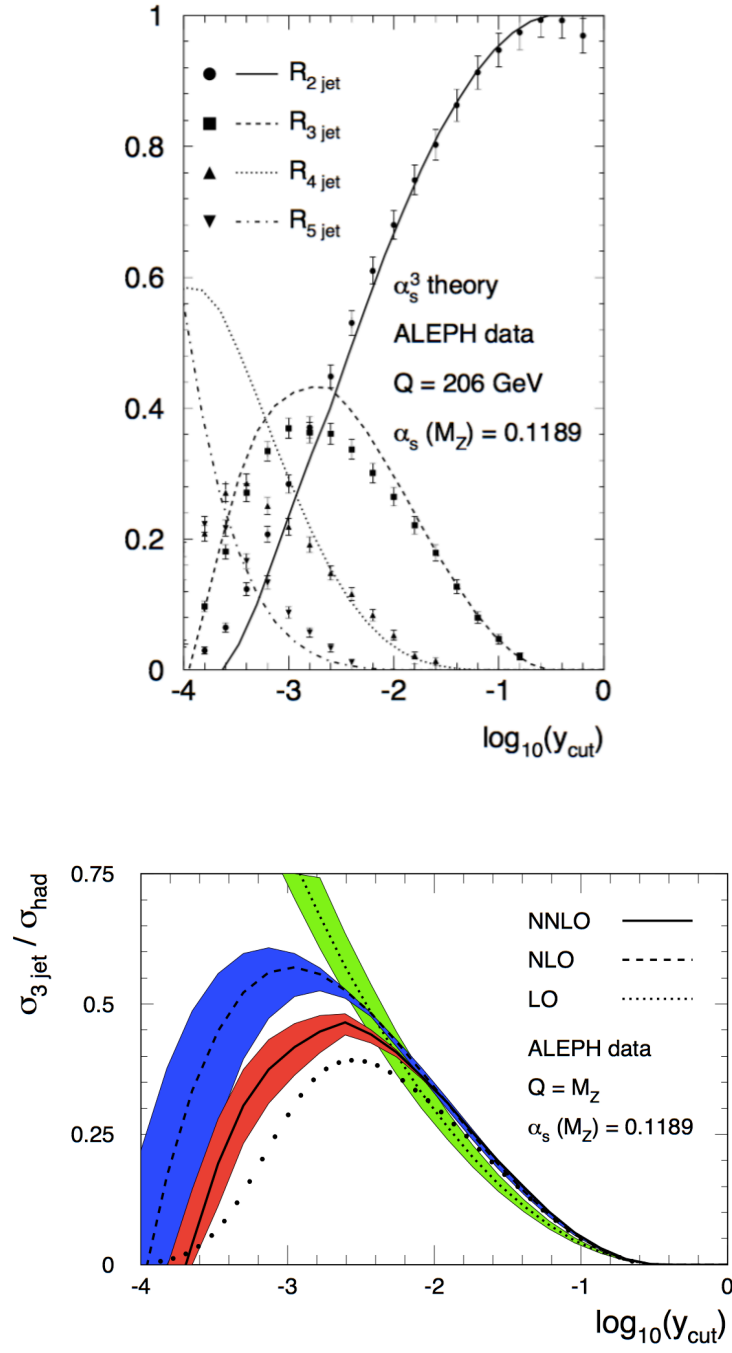 1
0.8
0.6
0.4
0.2
0
R2 jet
R3 jet
R4 jet
R5 jet
αs³ theory
ALEPH data
Q = 206 GeV
αs (MZ) = 0.1189
-4 -3 -2 -1 0
log10(ycut)
σ3 jet / σhad
0.75
0.5
0.25
0
NNLO
NLO
LO
ALEPH data
Q = MZ
αs (MZ) = 0.1189
-4 -3 -2 -1 0
log10(ycut)